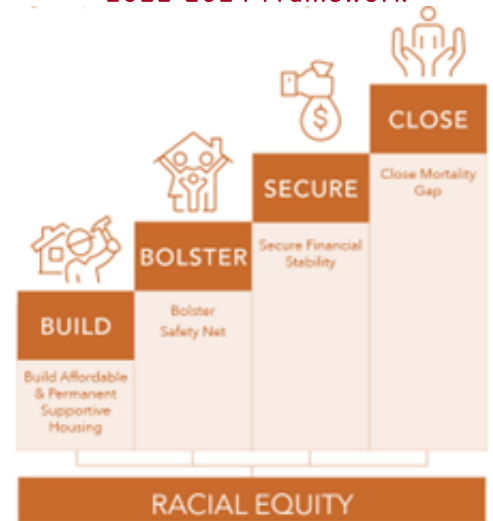 Framework
BUILD
Build Affordable
& Permanent
Supportive
Housing
BOLSTER
Bolster
Safety Net
SECURE
Secure Financial
Stability
CLOSE
Close Mortality
Gap
RACIAL EQUITY